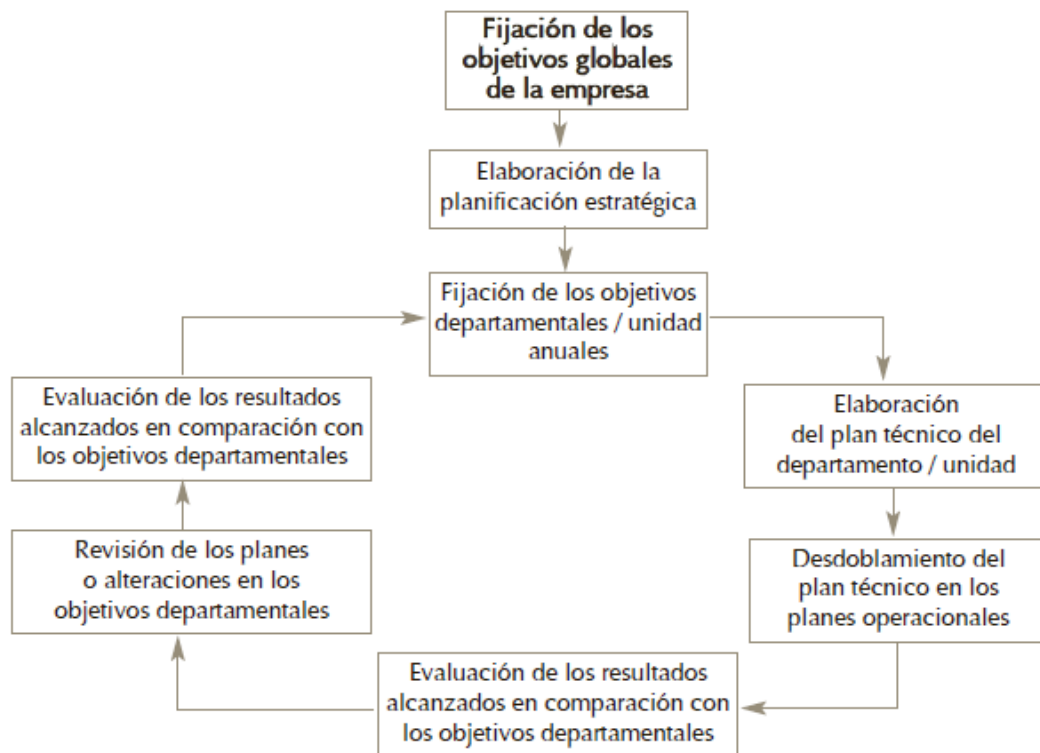 Fijación de los
objetivos globales
de la empresa
Elaboración de la
planificación estratégica
Fijación de los objetivos
departamentales / unidad
anuales
Elaboración
del plan técnico del
departamento / unidad
Desdoblamiento del
plan técnico en los
planes operacionales
Evaluación de los resultados
alcanzados en comparación con
los objetivos departamentales
Revisión de los planes
o alteraciones en los
objetivos departamentales
Evaluación de los resultados
alcanzados en comparación con
los objetivos departamentales